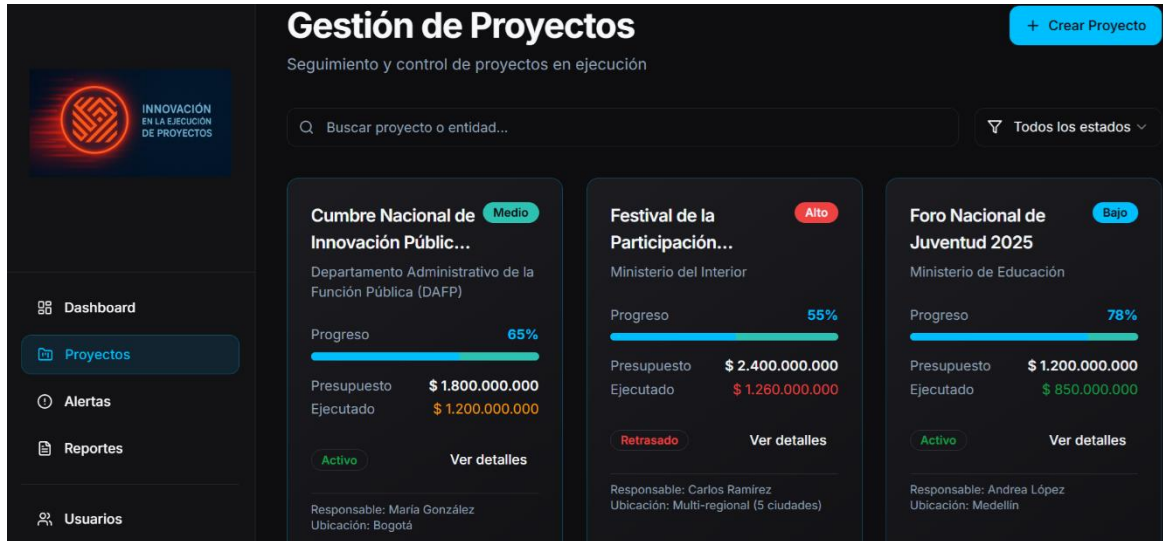 INNOVACIÓN
EN LA EJECUCIÓN
DE PROYECTOS
Dashboard
Proyectos
Alertas
Reportes
Usuarios
Gestión de Proyectos
+ Crear Proyecto
Seguimiento y control de proyectos en ejecución
Buscar proyecto o entidad...
Todos los estados
Cumbre Nacional de Medio
Innovación Públic...
Departamento Administrativo de la
Función Pública (DAFP)
Progreso 65%
Presupuesto $ 1.800.000.000
Ejecutado $ 1.200.000.000
Activo Ver detalles
Responsable: María González
Ubicación: Bogotá
Festival de la Alto
Participación...
Ministerio del Interior
Progreso 55%
Presupuesto $ 2.400.000.000
Ejecutado $ 1.260.000.000
Retrasado Ver detalles
Responsable: Carlos Ramírez
Ubicación: Multi-regional (5 ciudades)
Foro Nacional de Bajo
Juventud 2025
Ministerio de Educación
Progreso 78%
Presupuesto $ 1.200.000.000
Ejecutado $ 850.000.000
Activo Ver detalles
Responsable: Andrea López
Ubicación: Medellín